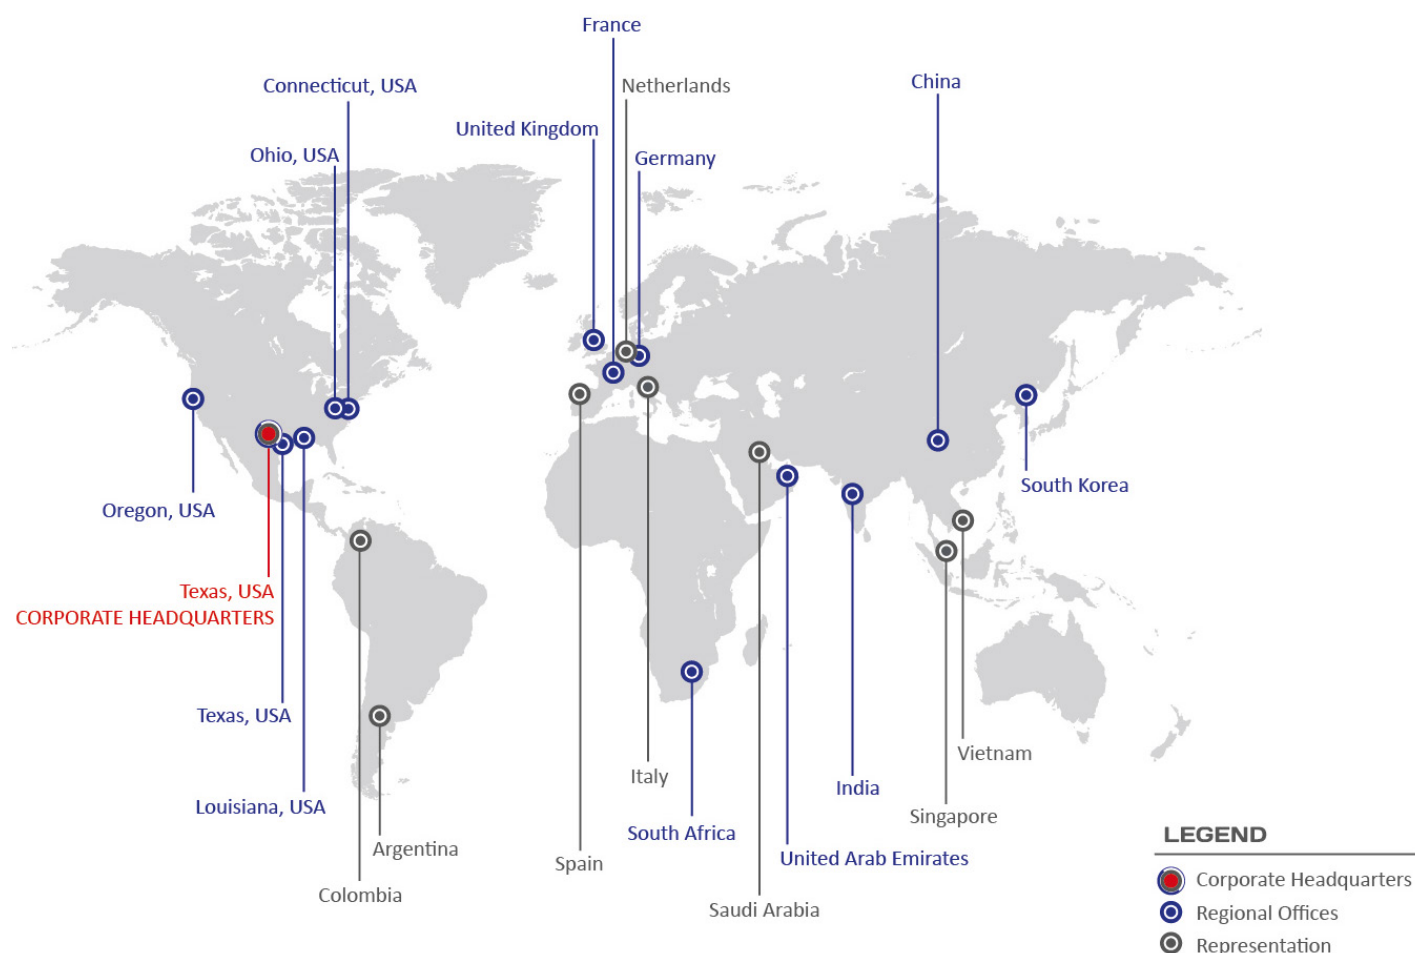 France
Connecticut, USA
Netherlands
China
United Kingdom
Ohio, USA
Germany
South Korea
Oregon, USA
Texas, USA
CORPORATE HEADQUARTERS
Texas, USA
Vietnam
Italy
India
Louisiana, USA
Singapore
South Africa
Argentina
United Arab Emirates
Spain
Colombia
Saudi Arabia
LEGEND
Corporate Headquarters
Regional Offices
Representation